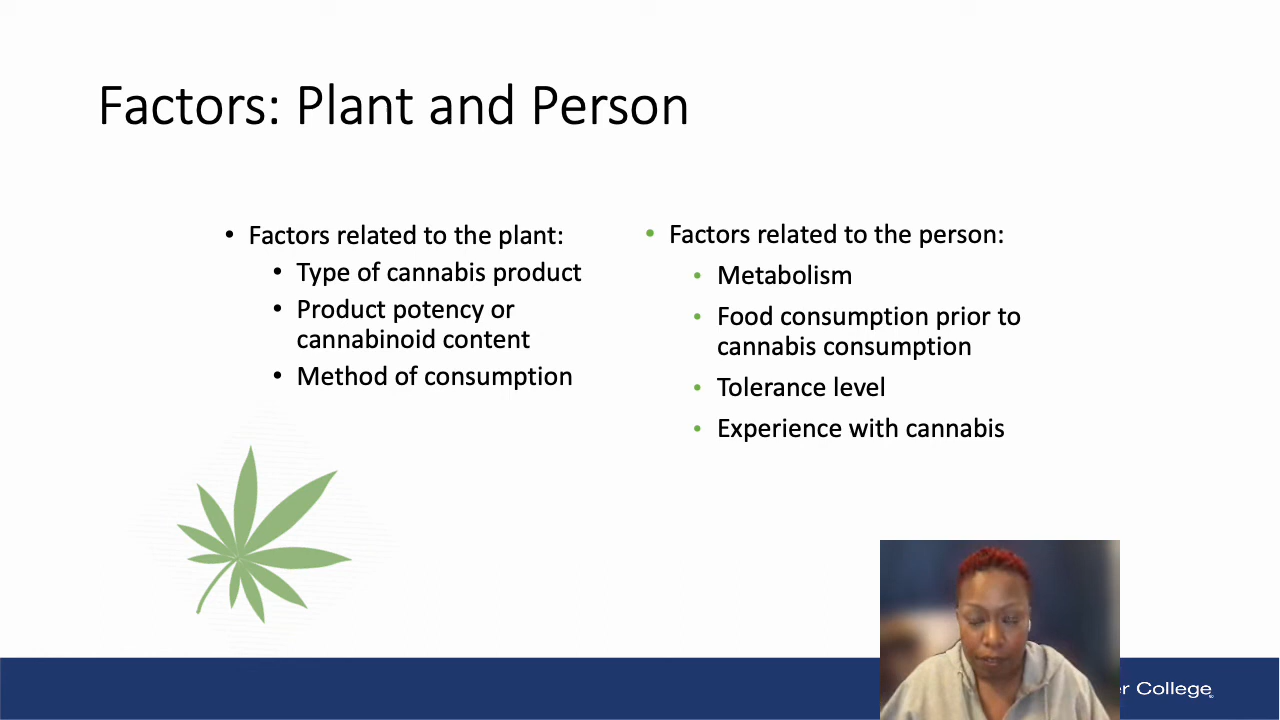 Factors: Plant and Person
• Factors related to the plant:
• Type of cannabis product
• Product potency or
cannabinoid content
• Method of consumption
• Factors related to the person:
• Metabolism
• Food consumption prior to
cannabis consumption
• Tolerance level
• Experience with cannabis
er College